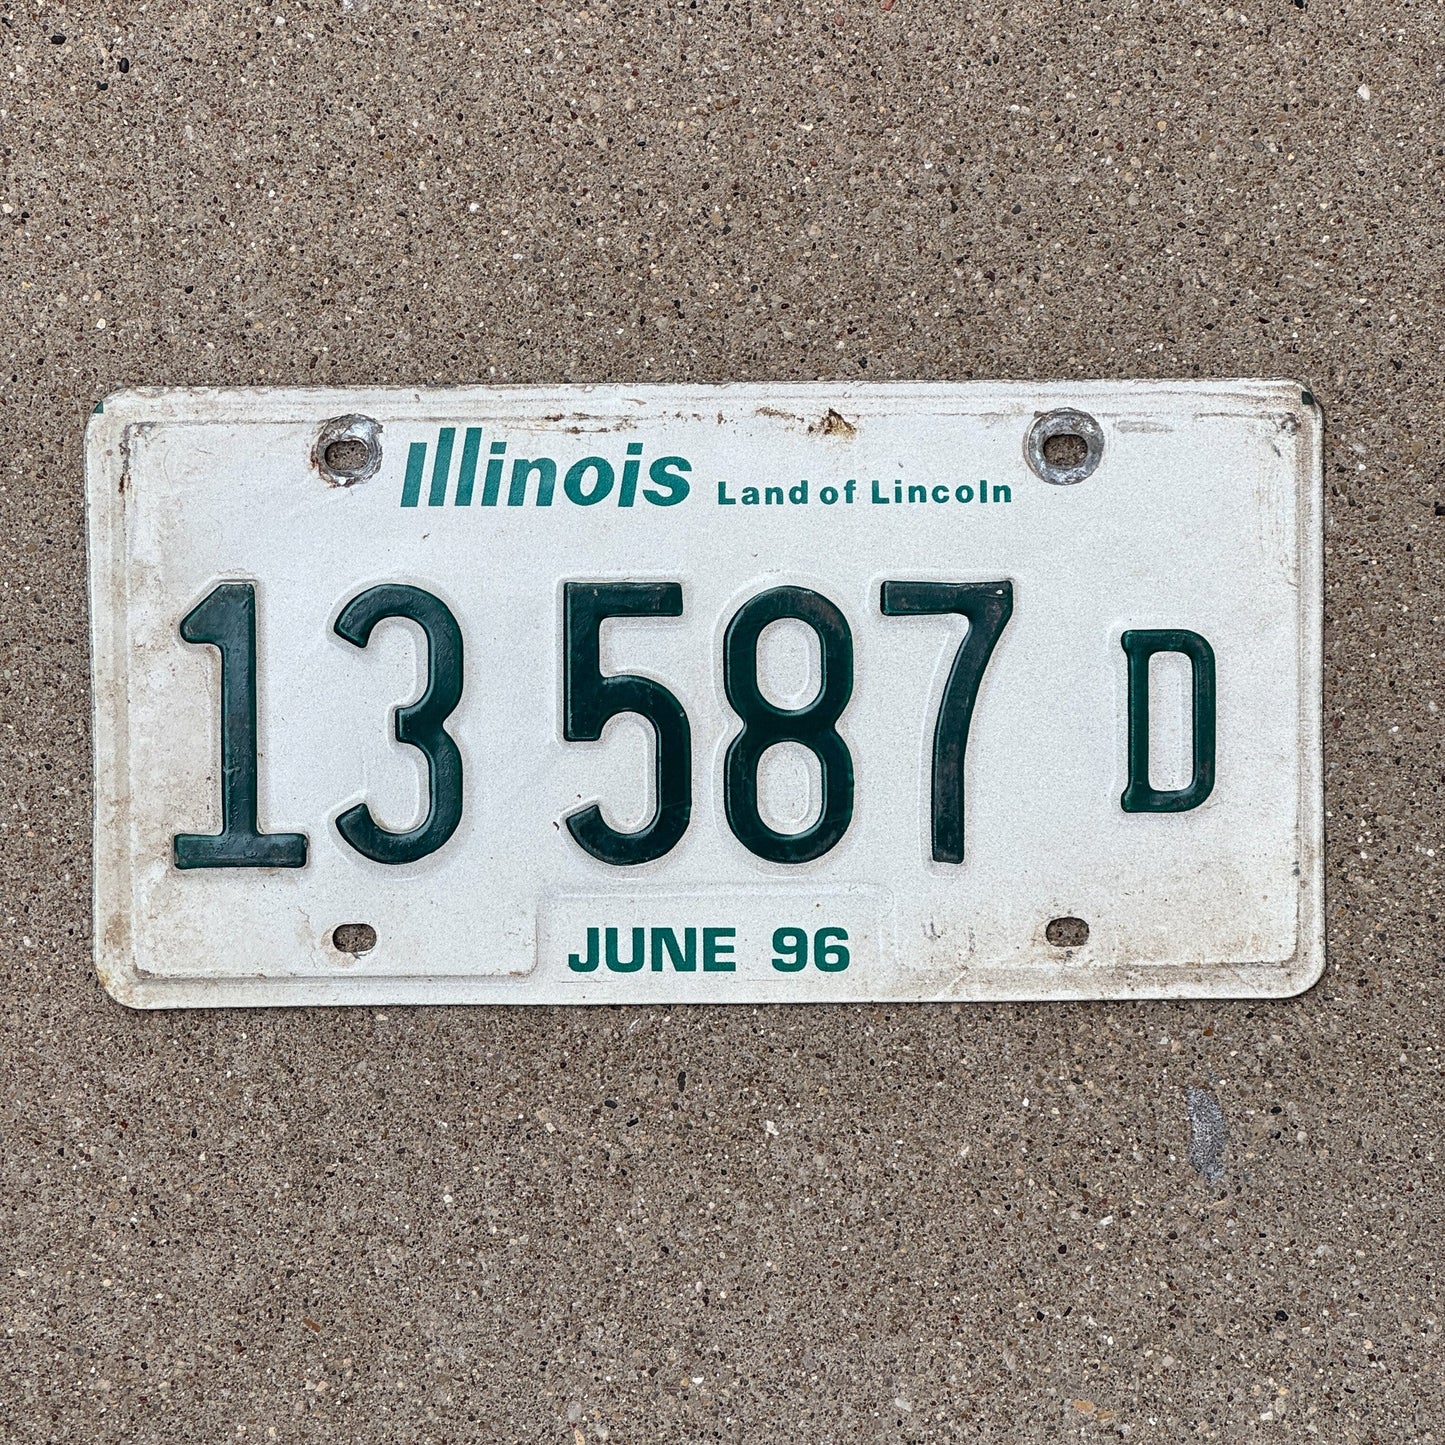 Illinois Land of Lincoln
13 587 D
JUNE 96